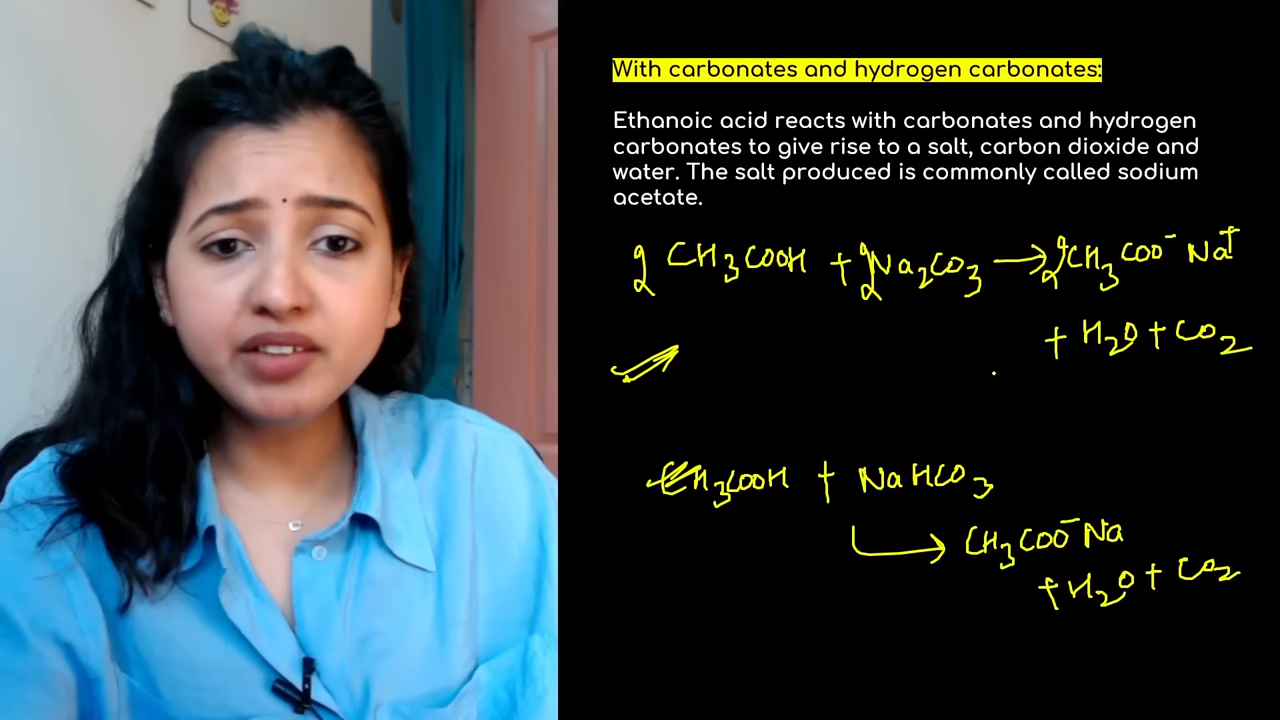 With carbonates and hydrogen carbonates:
Ethanoic acid reacts with carbonates and hydrogen
carbonates to give rise to a salt, carbon dioxide and
water. The salt produced is commonly called sodium
acetate.
2 CH3COOH + 2Na2CO3 → 2CH3COO⁻ Na⁺
+ H2O + CO2
CH3COOH + NaHCO3
→ CH3COO⁻Na
+ H2O + CO2